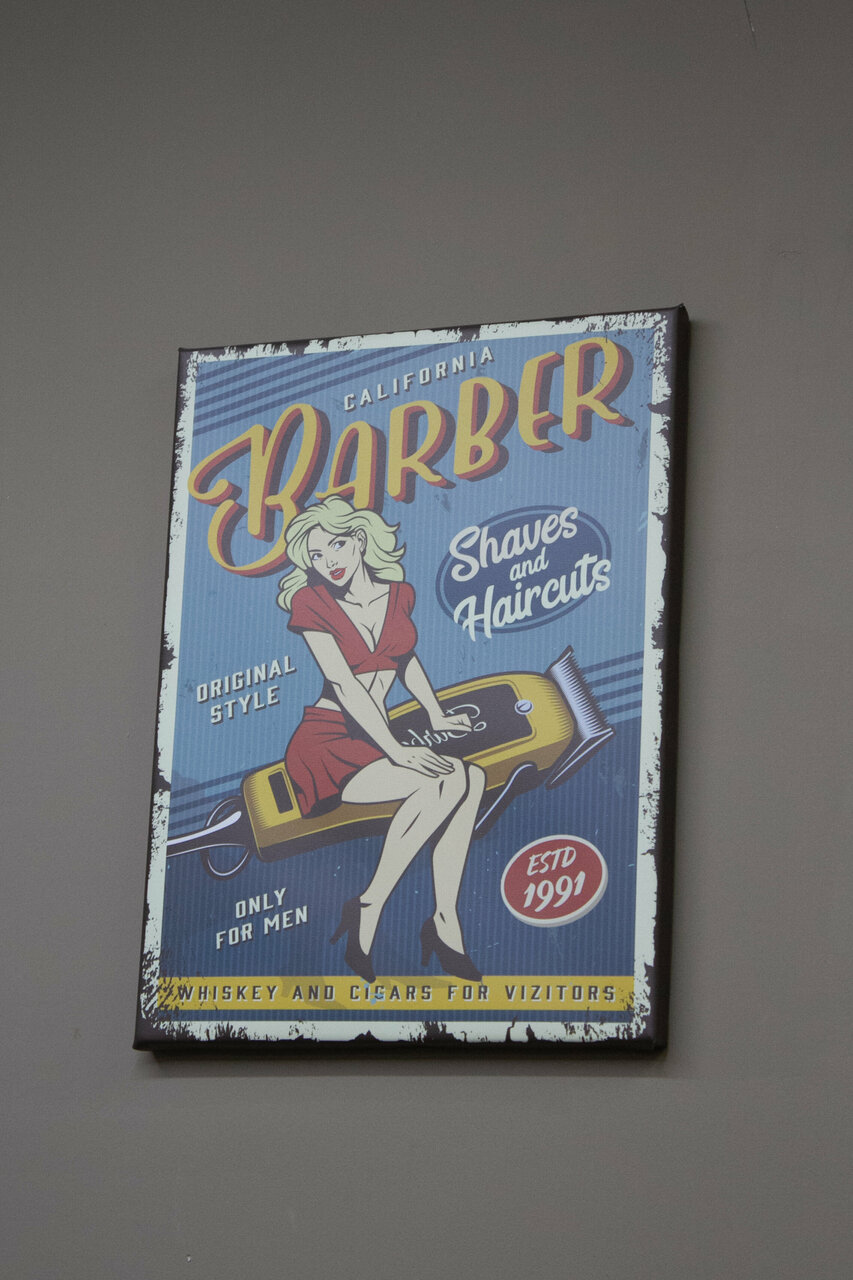 CALIFORNIA
BARBER
Shaves
and
Haircuts
ORIGINAL
STYLE
ESTD
1991
ONLY
FOR MEN
WHISKEY AND CIGARS FOR VIZITORS